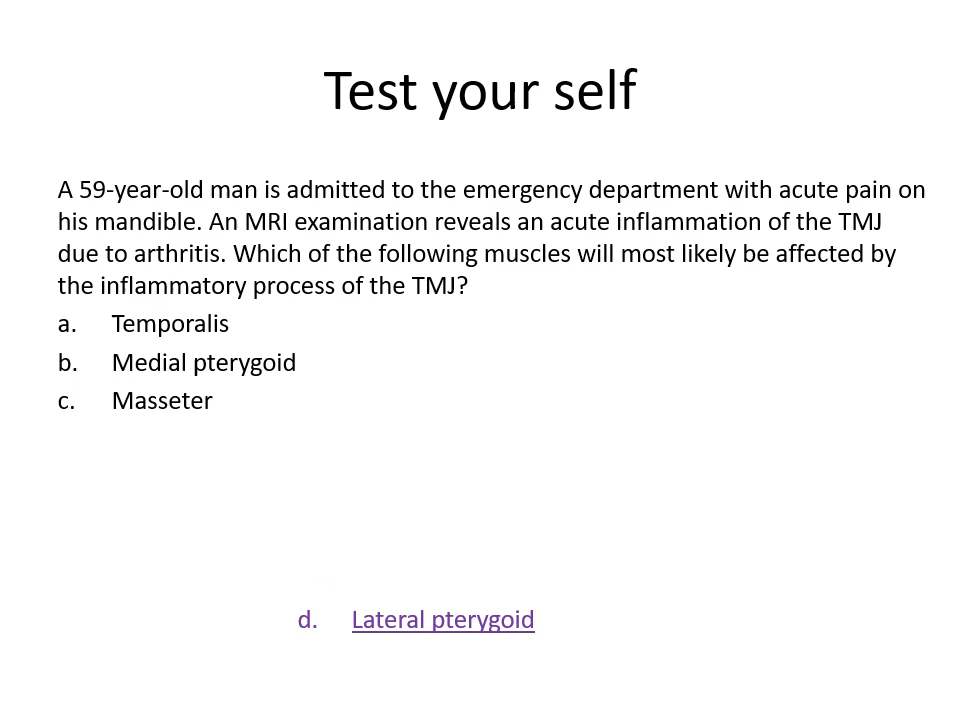 Test your self
A 59-year-old man is admitted to the emergency department with acute pain on
his mandible. An MRI examination reveals an acute inflammation of the TMJ
due to arthritis. Which of the following muscles will most likely be affected by
the inflammatory process of the TMJ?
a. Temporalis
b. Medial pterygoid
c. Masseter
d. Lateral pterygoid